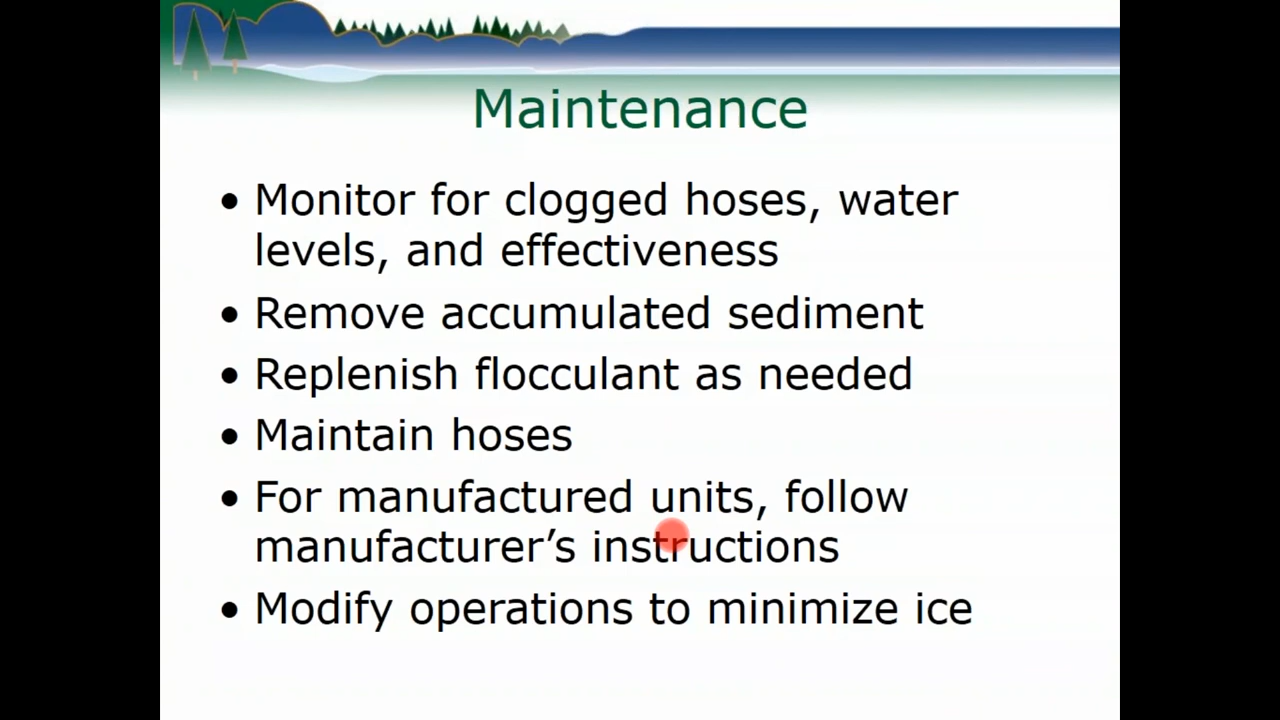 Maintenance
• Monitor for clogged hoses, water
levels, and effectiveness
• Remove accumulated sediment
• Replenish flocculant as needed
• Maintain hoses
• For manufactured units, follow
manufacturer’s instructions
• Modify operations to minimize ice